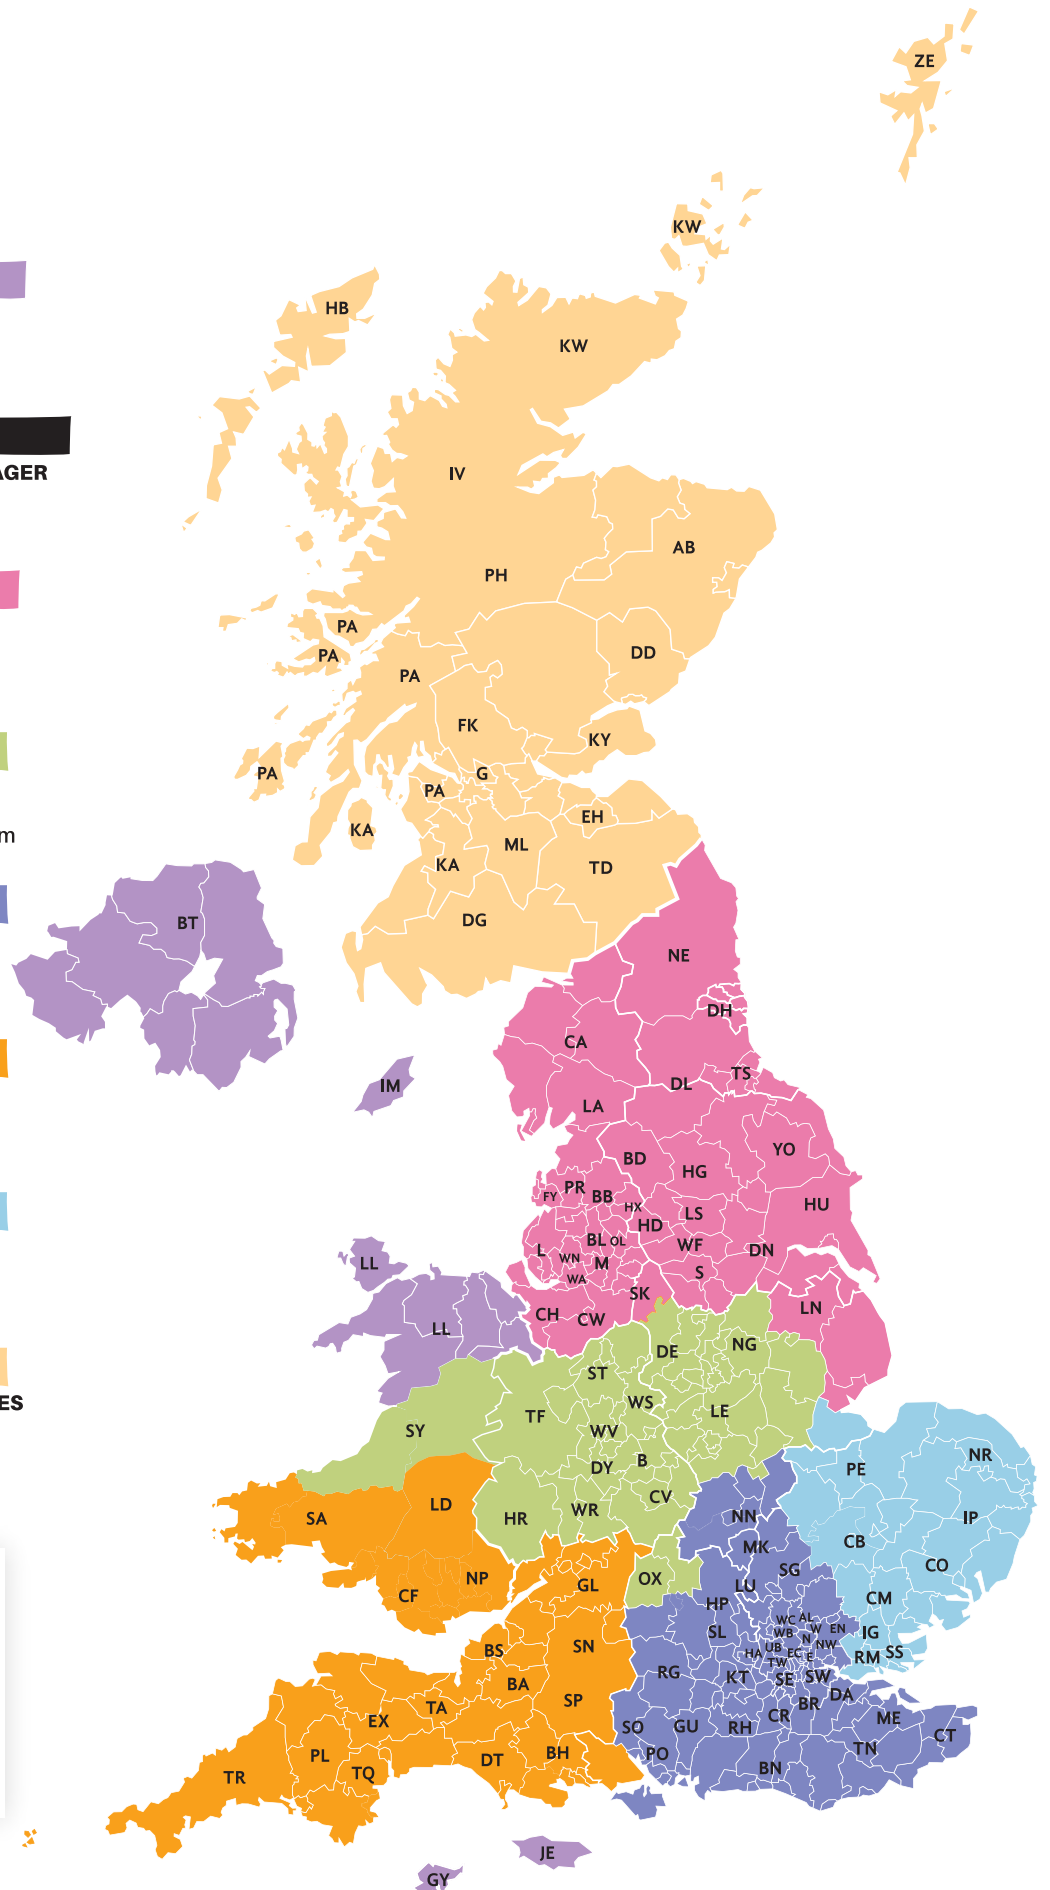 ZE
KW
HB
KW
AGER
IV
AB
PH
PA
PA
DD
PA
FK
KY
G
PA
PA
EH
KA
m
ML
KA
TD
BT
DG
NE
DH
CA
TS
IM
DL
LA
YO
BD
HG
PR
FY
BB
HX
HU
LS
HD
BL
OL
WF
L
DN
WN
M
LL
S
WA
SK
LN
CH
CW
LL
NG
DE
ST
ES
WS
LE
TF
SY
WV
NR
B
DY
PE
CV
LD
WR
NN
IP
SA
HR
CB
MK
CO
SG
NP
OX
GL
LU
CF
CM
HP
WC
AL
W
EN
SL
WB
IG
N
NW
SN
UB
BS
HA
EC
E
SS
RM
TW
RG
KT
SE
SW
BA
DA
SP
BR
TA
CR
ME
EX
SO
GU
RH
CT
TN
PO
BH
PL
DT
BN
TQ
TR
JE
GY